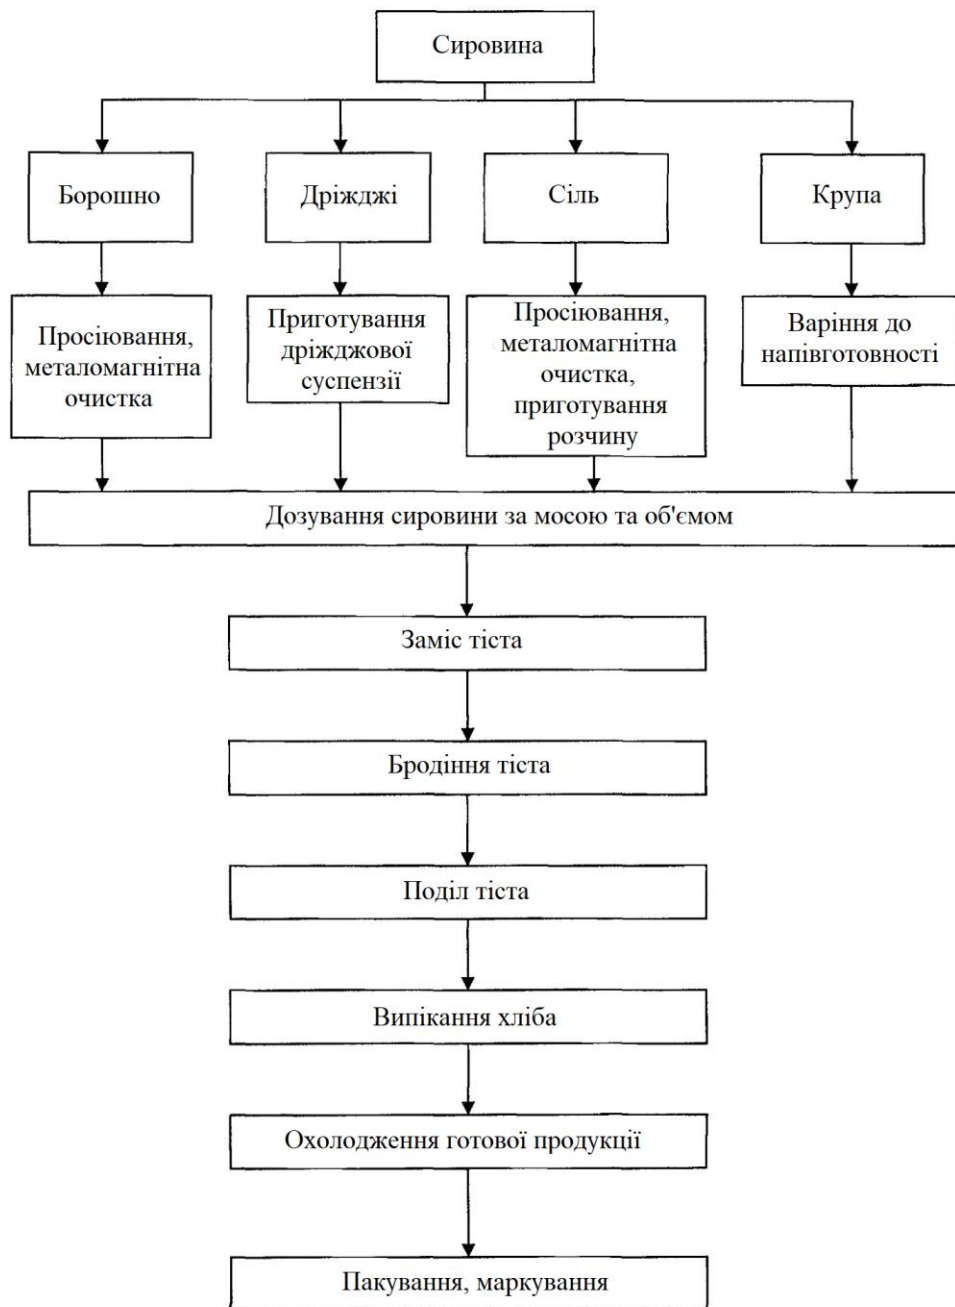 Сировина
Борошно
Дріжджі
Сіль
Крупа
Просіювання,
металомагнітна
очистка
Приготування
дріжджової
суспензії
Просіювання,
металомагнітна
очистка,
приготування
розчину
Варіння до
напівготовності
Дозування сировини за мосою та об'ємом
Заміс тіста
Бродіння тіста
Поділ тіста
Випікання хліба
Охолодження готової продукції
Пакування, маркування